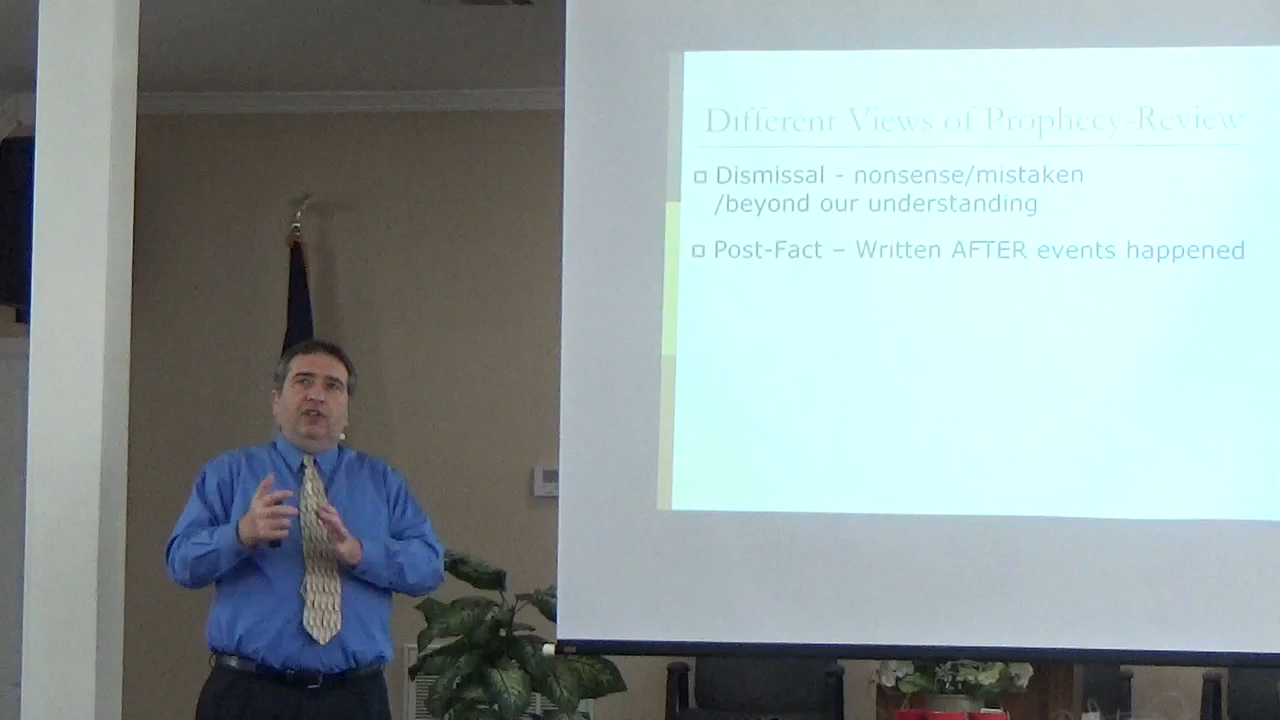 Different Views of Prophecy-Review
Dismissal - nonsense/mistaken
/beyond our understanding
Post-Fact – Written AFTER events happened